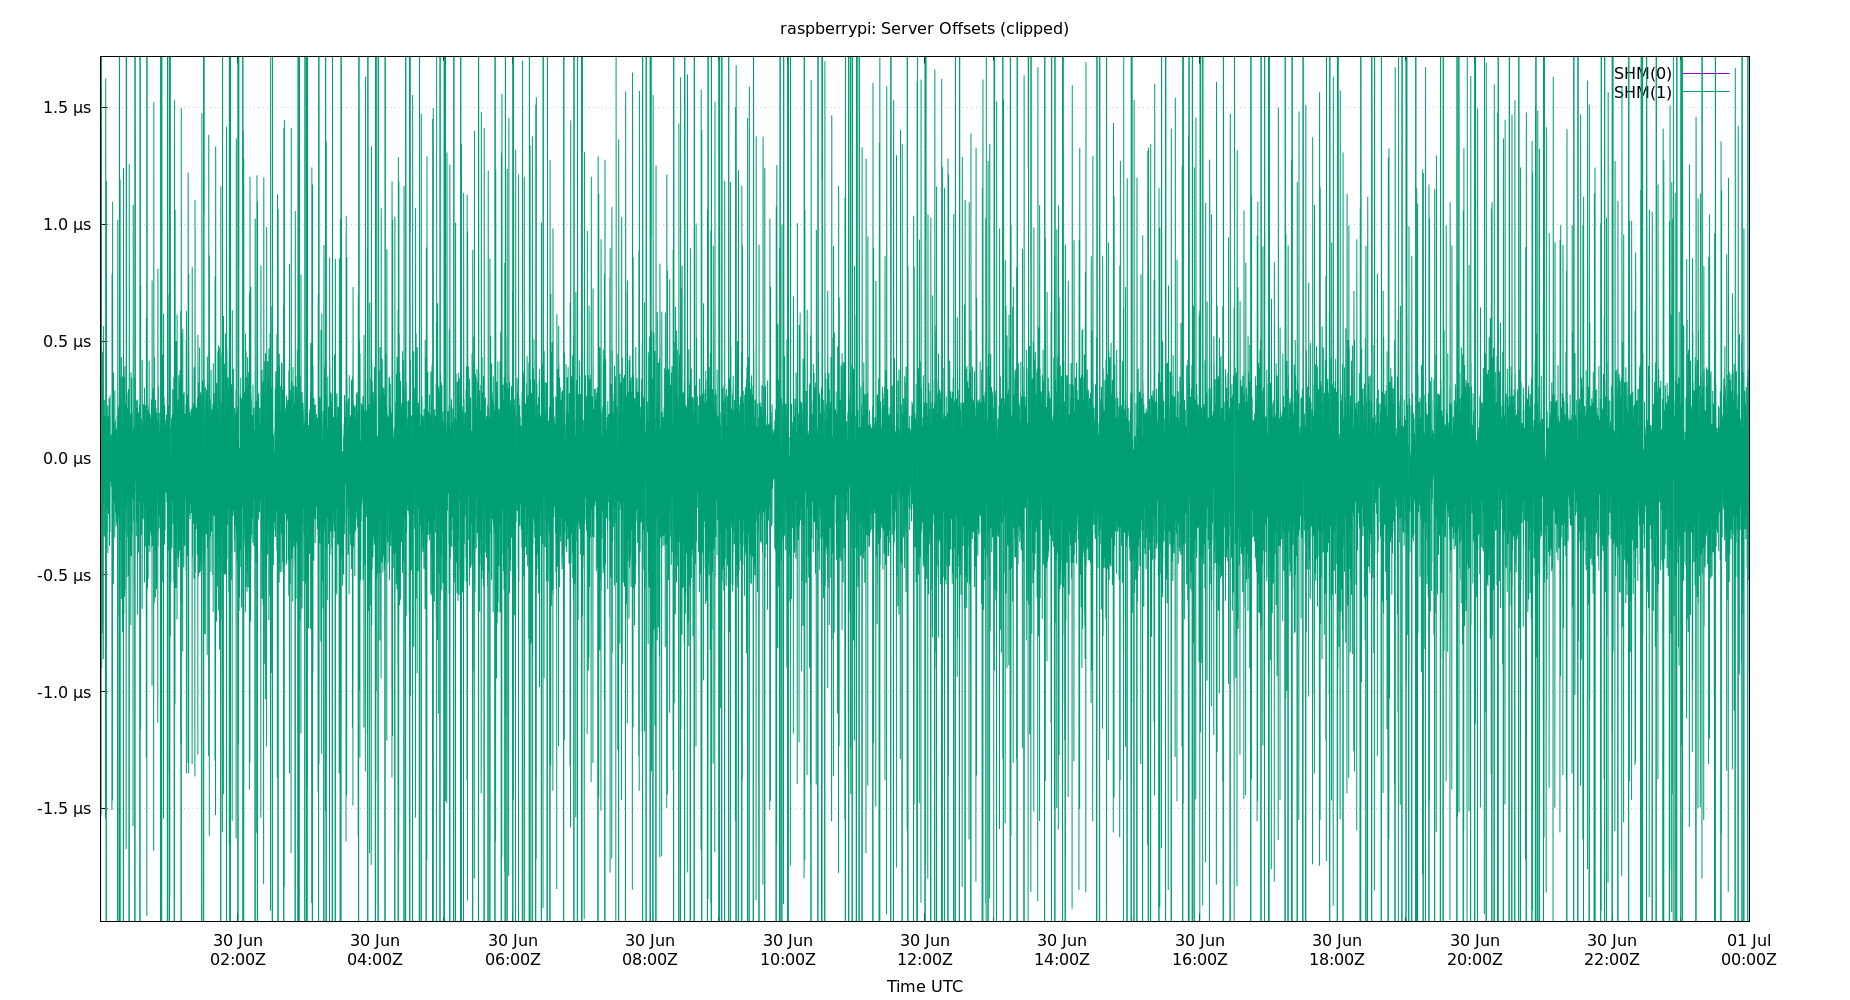 raspberrypi: Server Offsets (clipped)
SHM(0)
SHM(1)
1.5 µs
1.0 µs
0.5 µs
0.0 µs
-0.5 µs
-1.0 µs
-1.5 µs
30 Jun 30 Jun 30 Jun 30 Jun 30 Jun 30 Jun 30 Jun 30 Jun 30 Jun 30 Jun 30 Jun 01 Jul
02:00Z 04:00Z 06:00Z 08:00Z 10:00Z 12:00Z 14:00Z 16:00Z 18:00Z 20:00Z 22:00Z 00:00Z
Time UTC